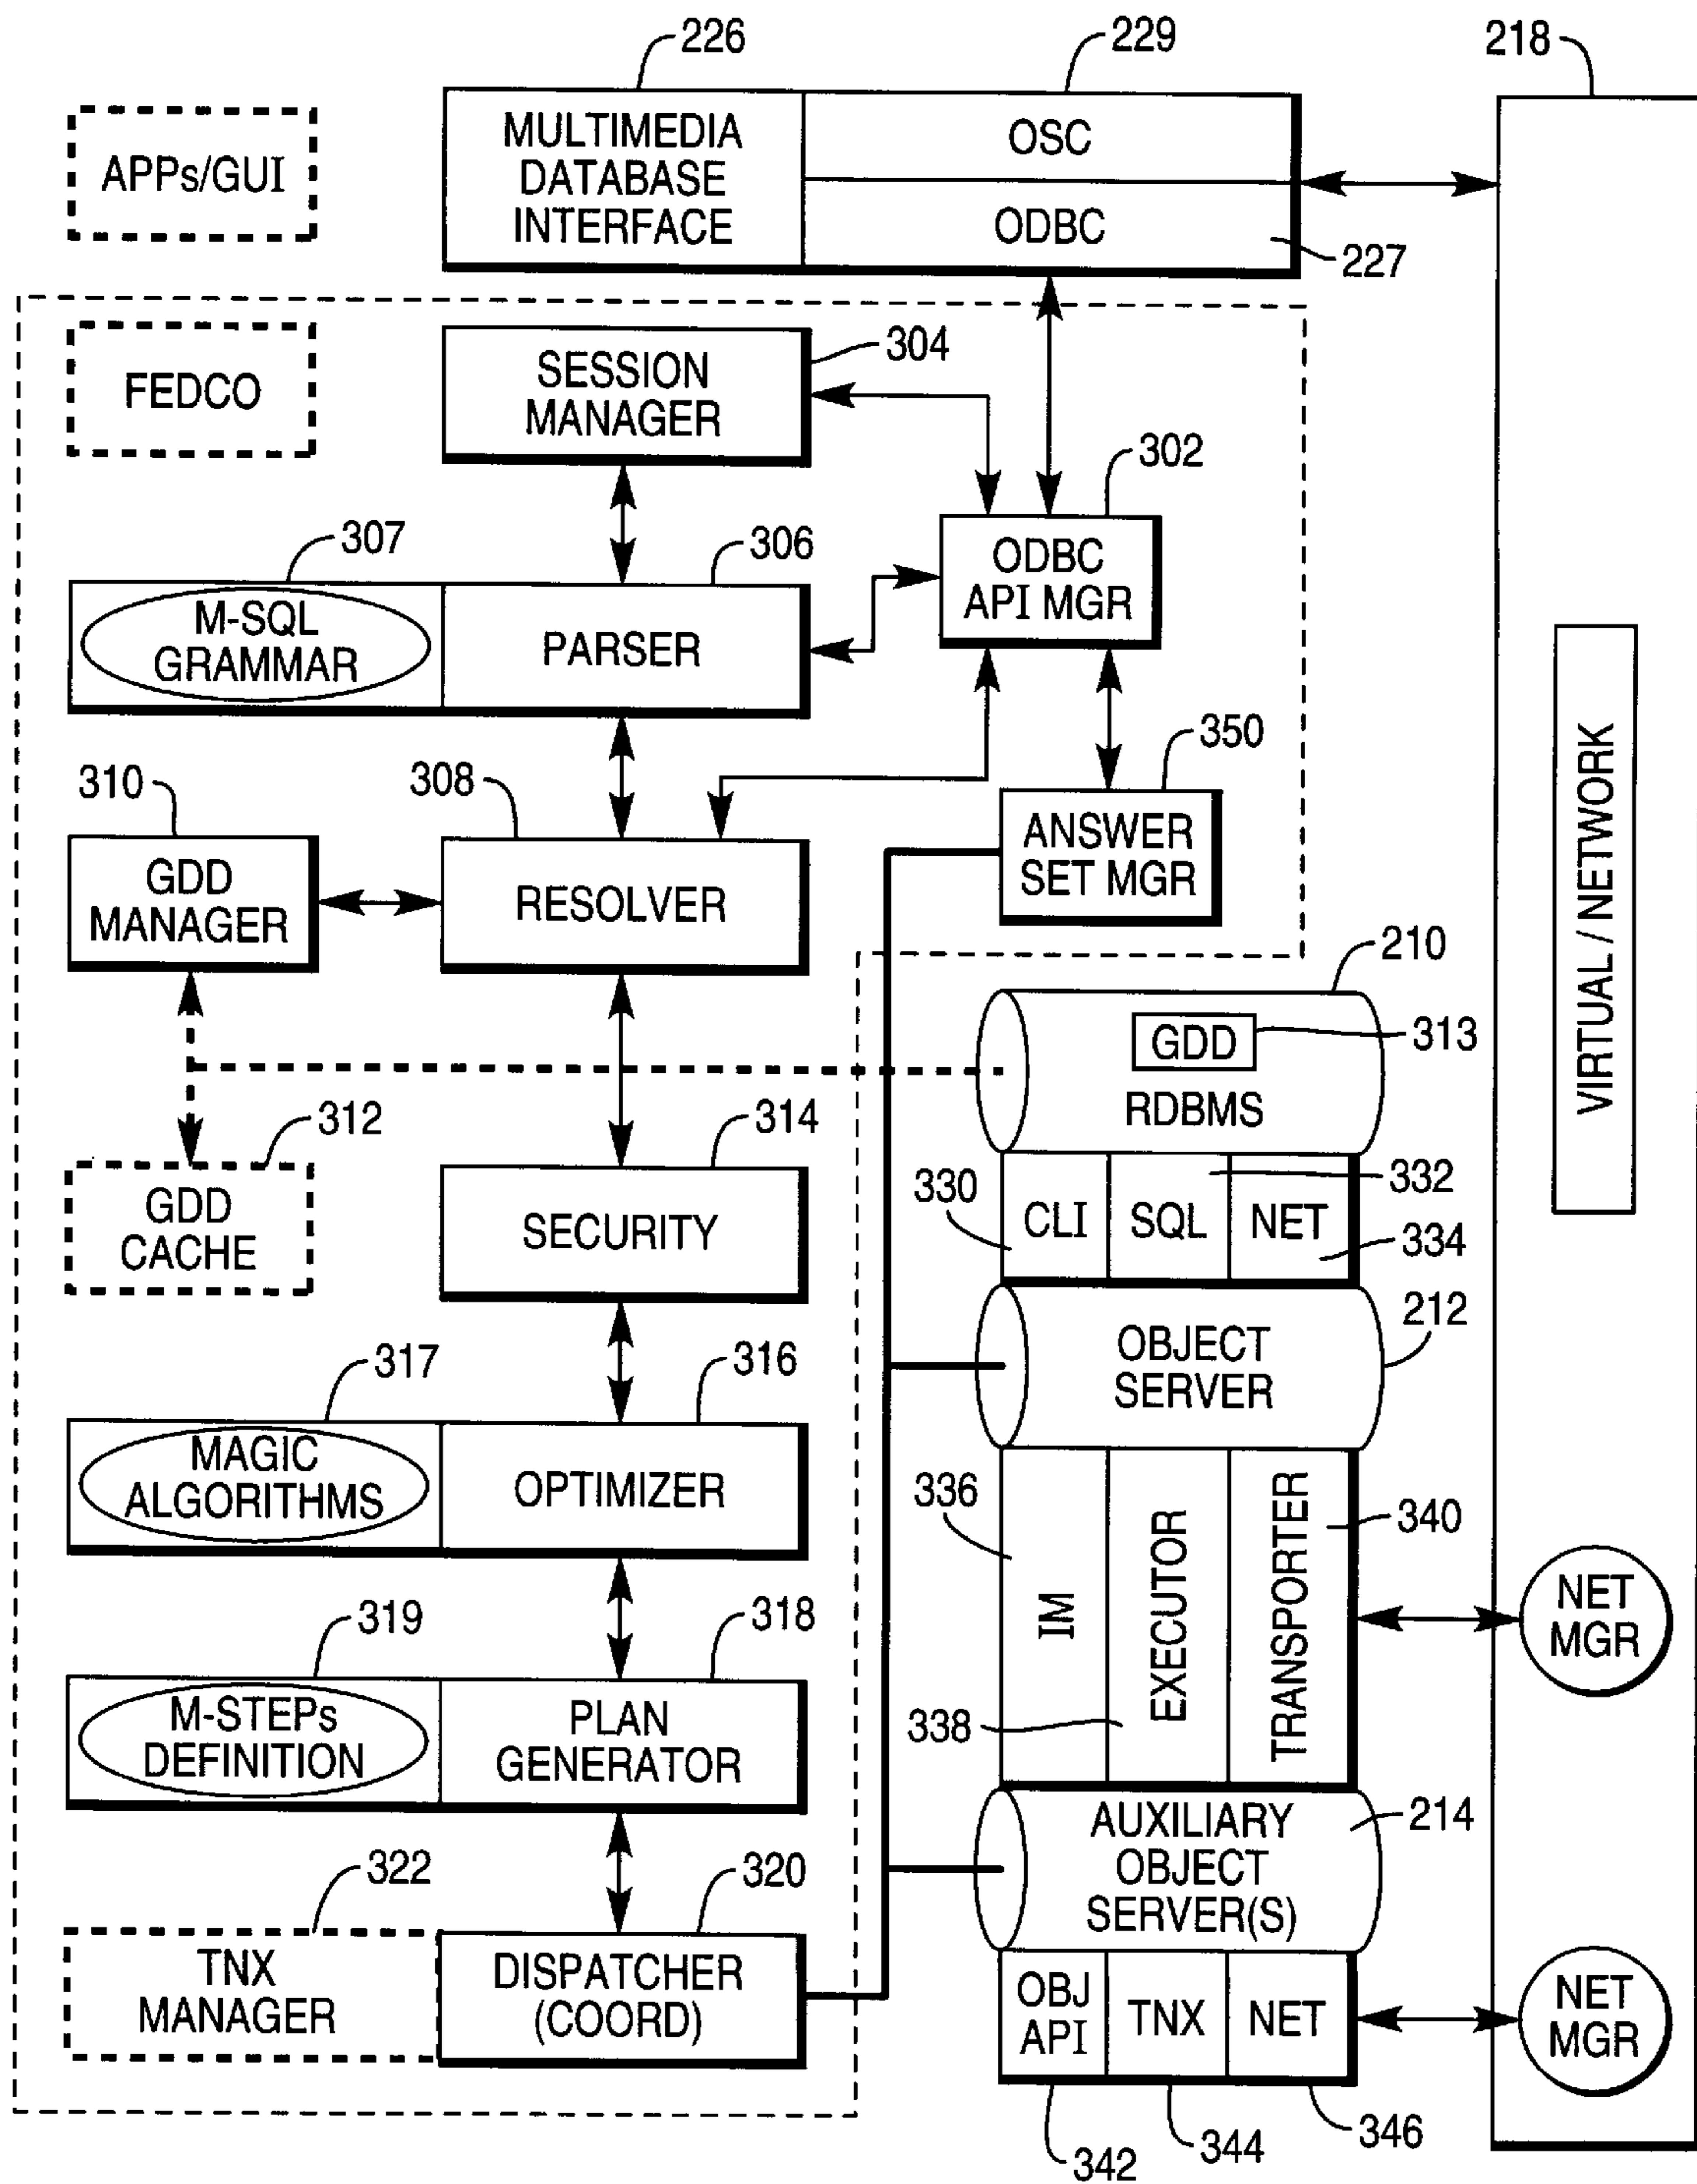 226
229
218
APPs/GUI
MULTIMEDIA
DATABASE
INTERFACE
OSC
ODBC
227
FEDCO
SESSION
MANAGER
304
302
ODBC
API MGR
307
306
M-SQL
GRAMMAR
PARSER
350
ANSWER
SET MGR
310
308
GDD
MANAGER
RESOLVER
VIRTUAL / NETWORK
210
GDD
313
RDBMS
312
314
GDD
CACHE
SECURITY
330
332
CLI
SQL
NET
334
212
OBJECT
SERVER
317
316
MAGIC
ALGORITHMS
OPTIMIZER
336
340
IM
EXECUTOR
TRANSPORTER
338
NET
MGR
319
318
M-STEPs
DEFINITION
PLAN
GENERATOR
AUXILIARY
OBJECT
SERVER(S)
214
322
320
TNX
MANAGER
DISPATCHER
(COORD)
OBJ
API
TNX
NET
NET
MGR
342
344
346